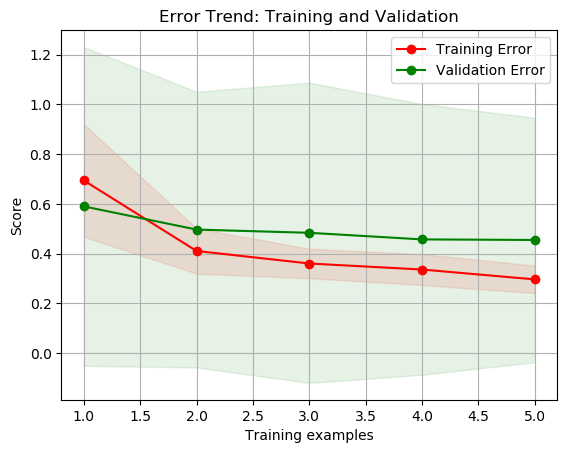 Error Trend: Training and Validation
Training Error
Validation Error
Score
1.2
1.0
0.8
0.6
0.4
0.2
0.0
1.0 1.5 2.0 2.5 3.0 3.5 4.0 4.5 5.0
Training examples